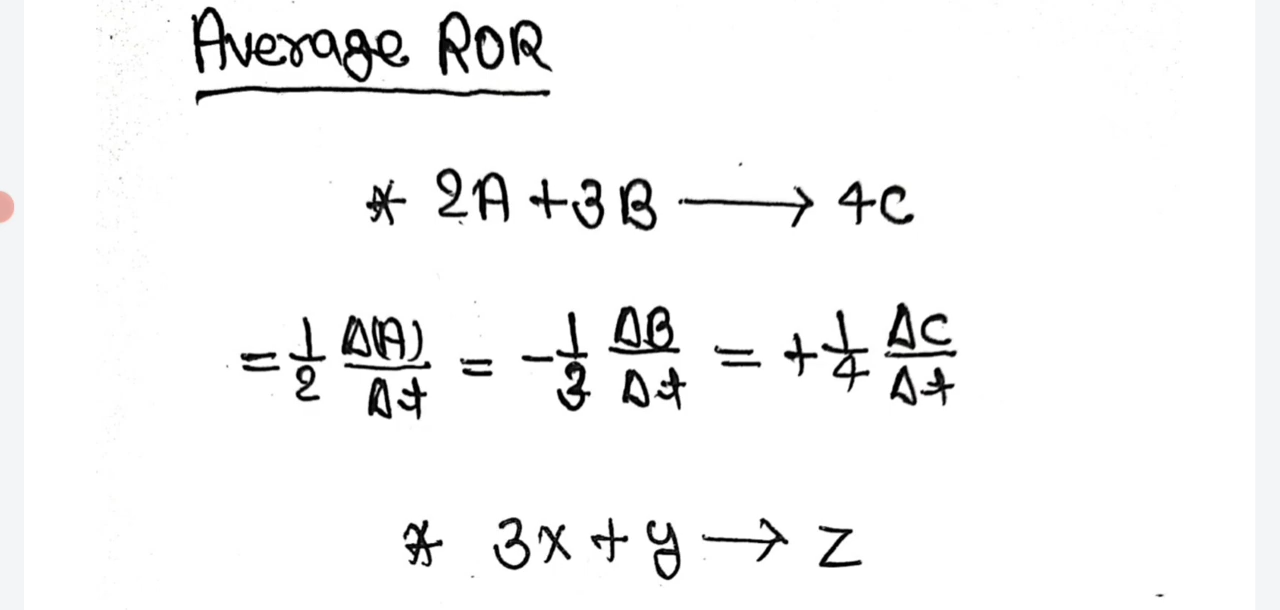 Average ROR
* 2A + 3B ⟶ 4C
= 1/2 Δ(A)/Δt = -1/3 ΔB/Δt = +1/4 ΔC/Δt
* 3x + y ⟶ z